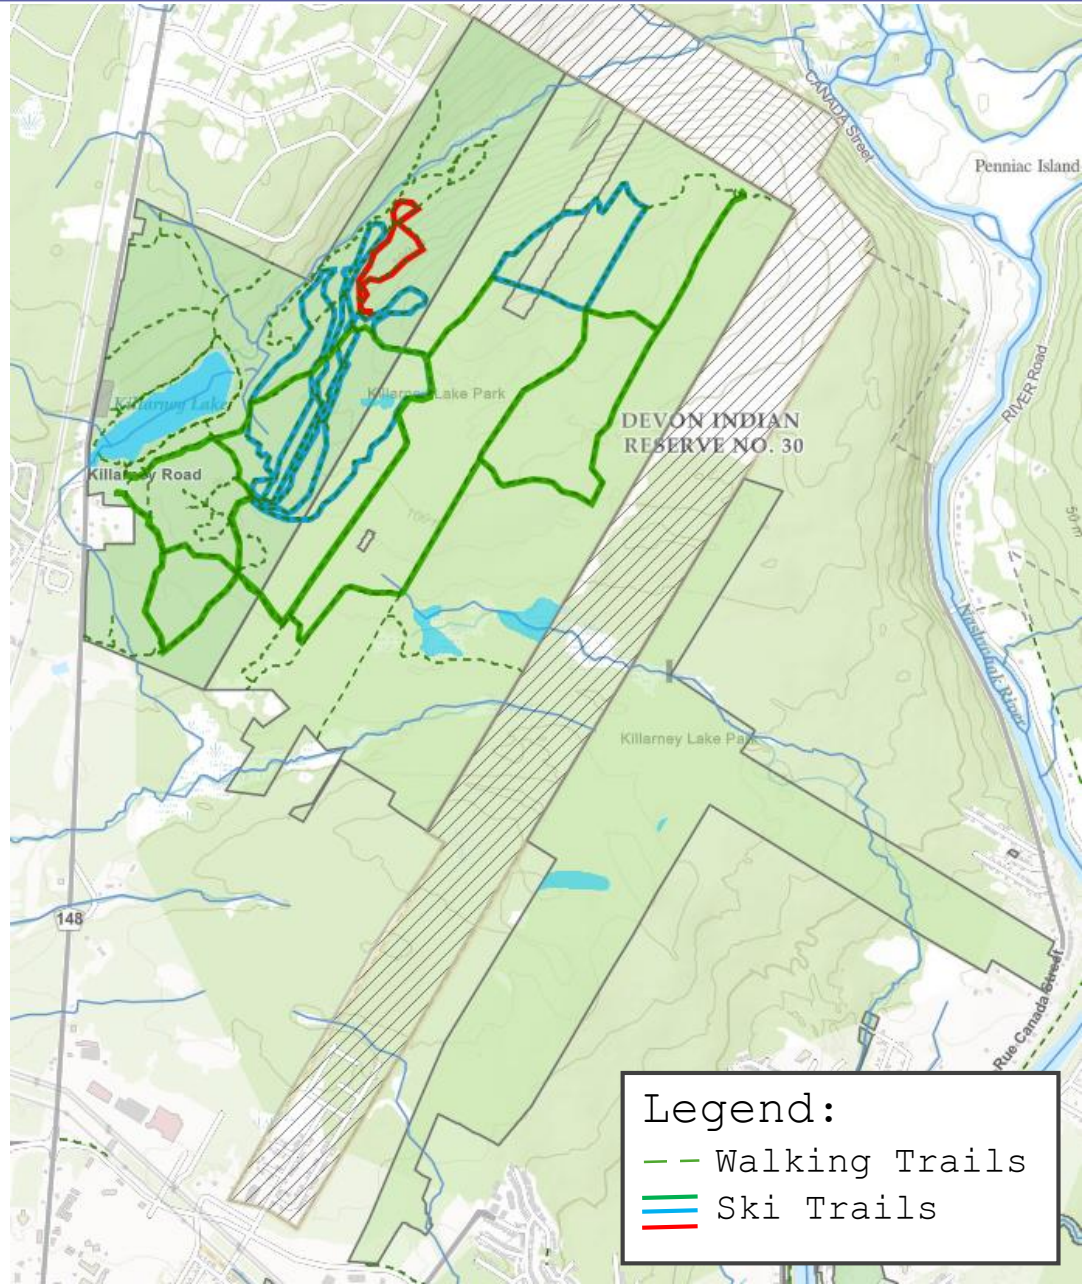 CANADA Street
Penniac Island
RIVER Road
Killarney Lake
Killarney Lake Park
DEVON INDIAN
RESERVE NO. 30
Killarney Road
50 m
Nashwaak River
Killarney Lake Park
148
Rue Canada Street
Legend:
Walking Trails
Ski Trails